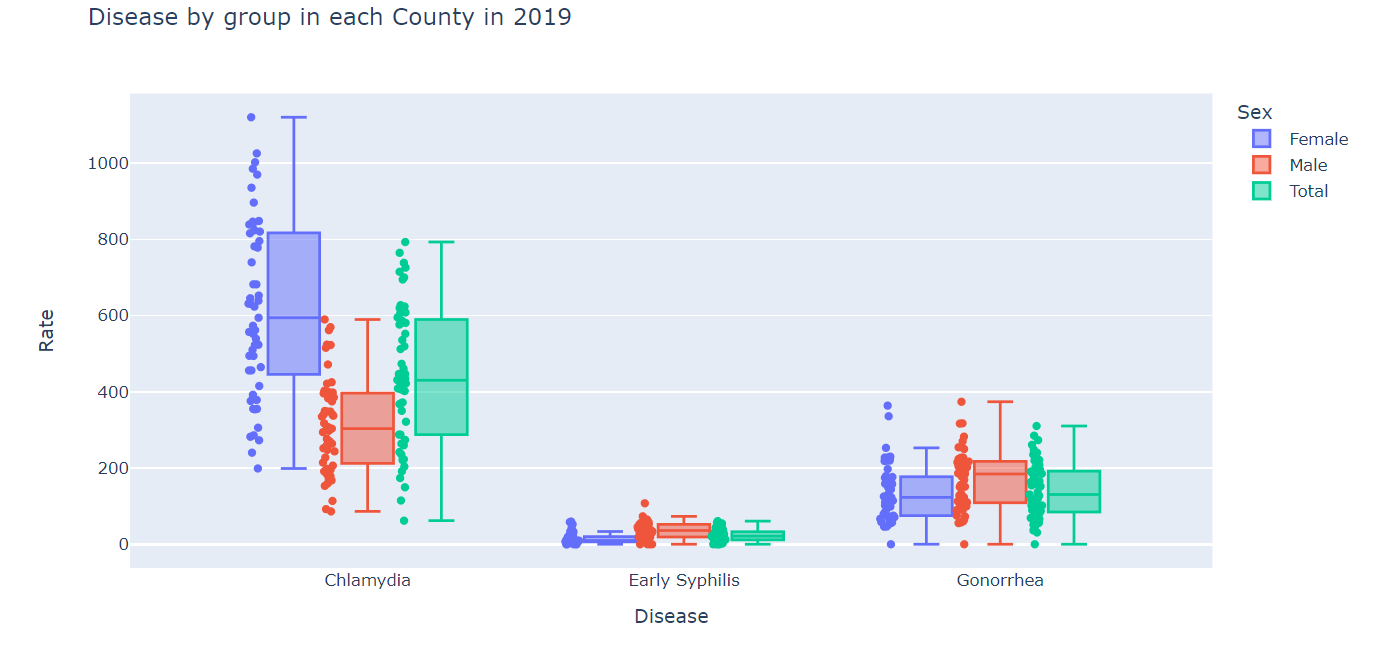 Disease by group in each County in 2019
Sex
Female
Male
Total
1000
800
600
400
200
0
Rate
Chlamydia Early Syphilis Gonorrhea
Disease